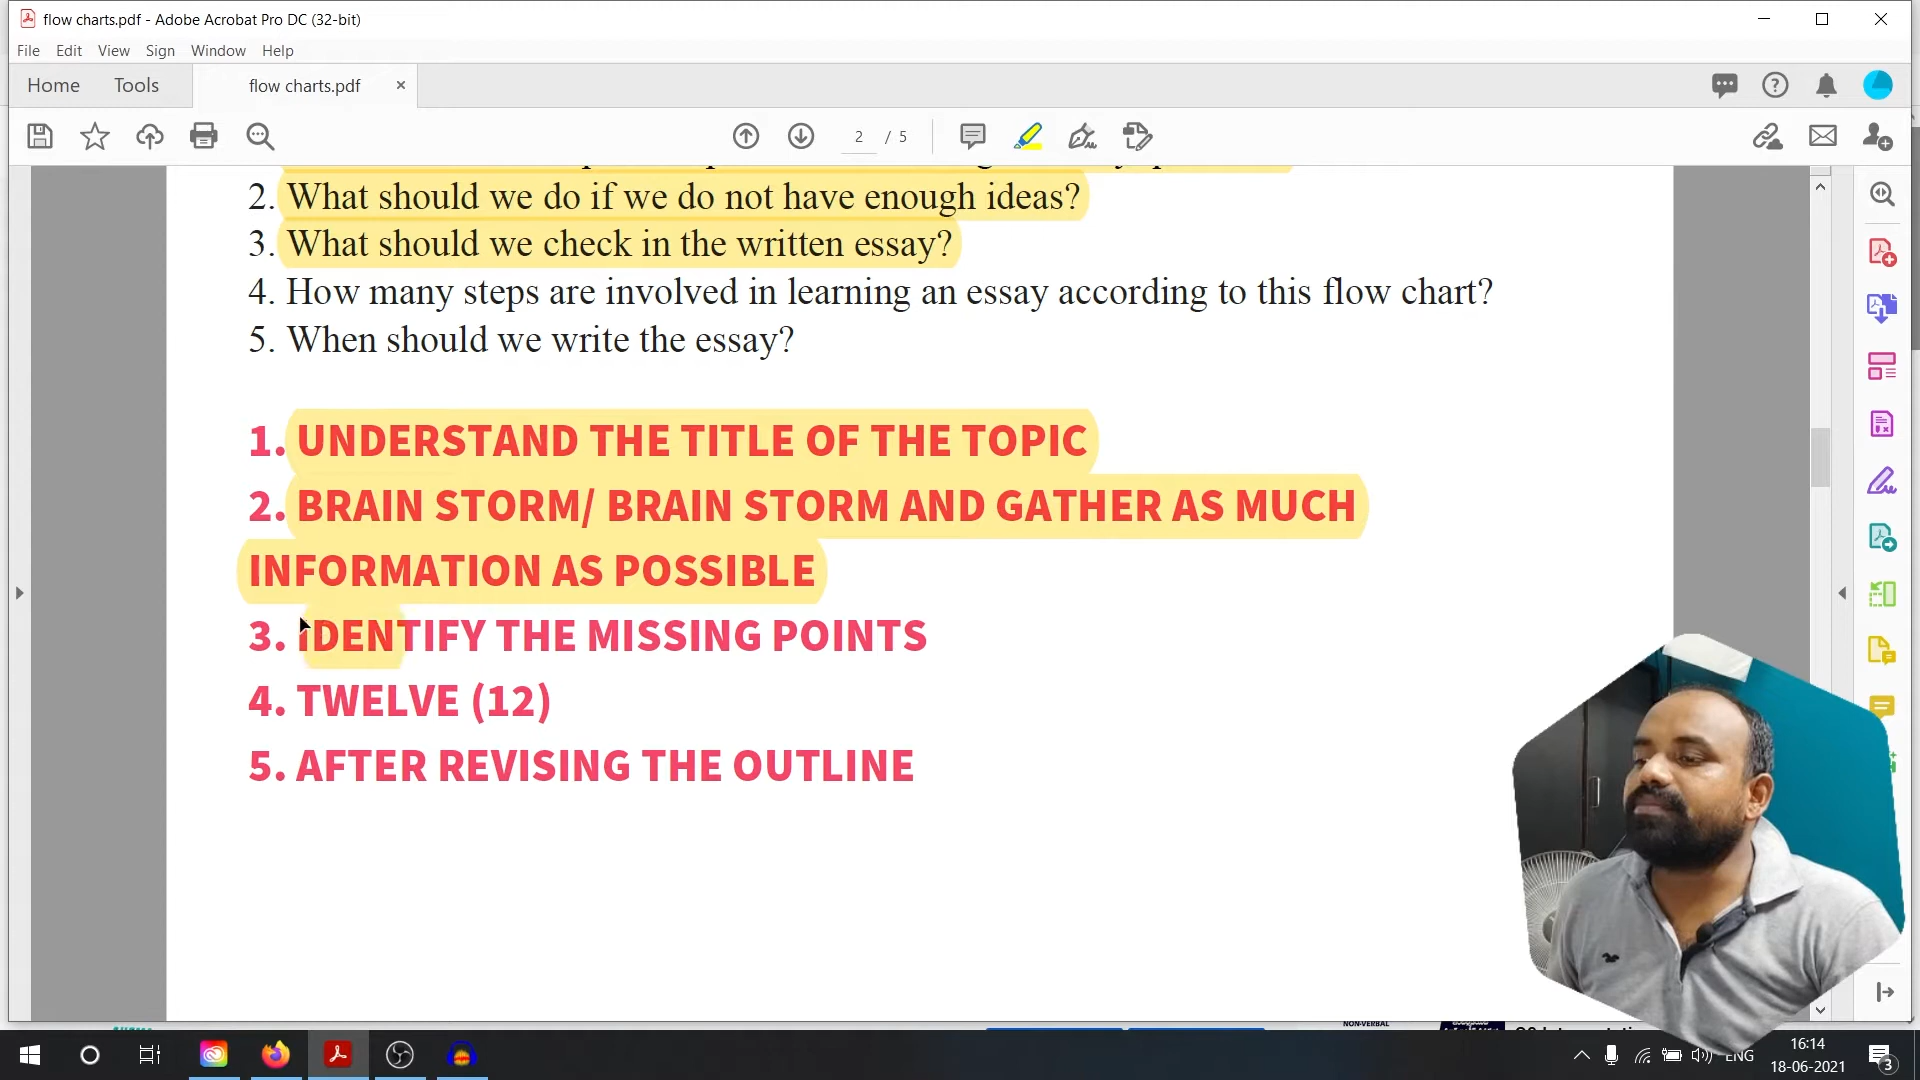 flow charts.pdf - Adobe Acrobat Pro DC (32-bit)
File Edit View Sign Window Help
Home Tools flow charts.pdf
2 / 5
2. What should we do if we do not have enough ideas?
3. What should we check in the written essay?
4. How many steps are involved in learning an essay according to this flow chart?
5. When should we write the essay?
1. UNDERSTAND THE TITLE OF THE TOPIC
2. BRAIN STORM/ BRAIN STORM AND GATHER AS MUCH
INFORMATION AS POSSIBLE
3. IDENTIFY THE MISSING POINTS
4. TWELVE (12)
5. AFTER REVISING THE OUTLINE
NON-VERBAL
ENG
16:14
18-06-2021
3